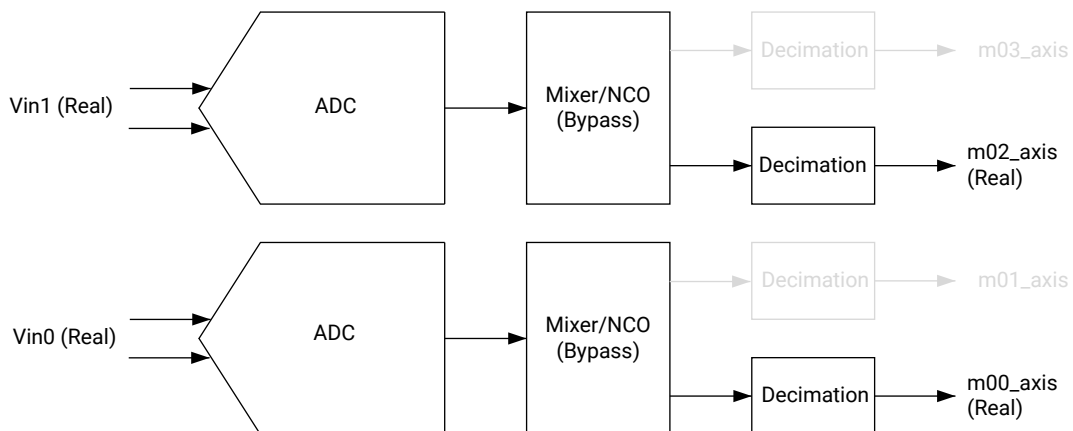 Decimation
m03_axis
Vin1 (Real)
ADC
Mixer/NCO
(Bypass)
Decimation
m02_axis
(Real)
Decimation
m01_axis
Vin0 (Real)
ADC
Mixer/NCO
(Bypass)
Decimation
m00_axis
(Real)